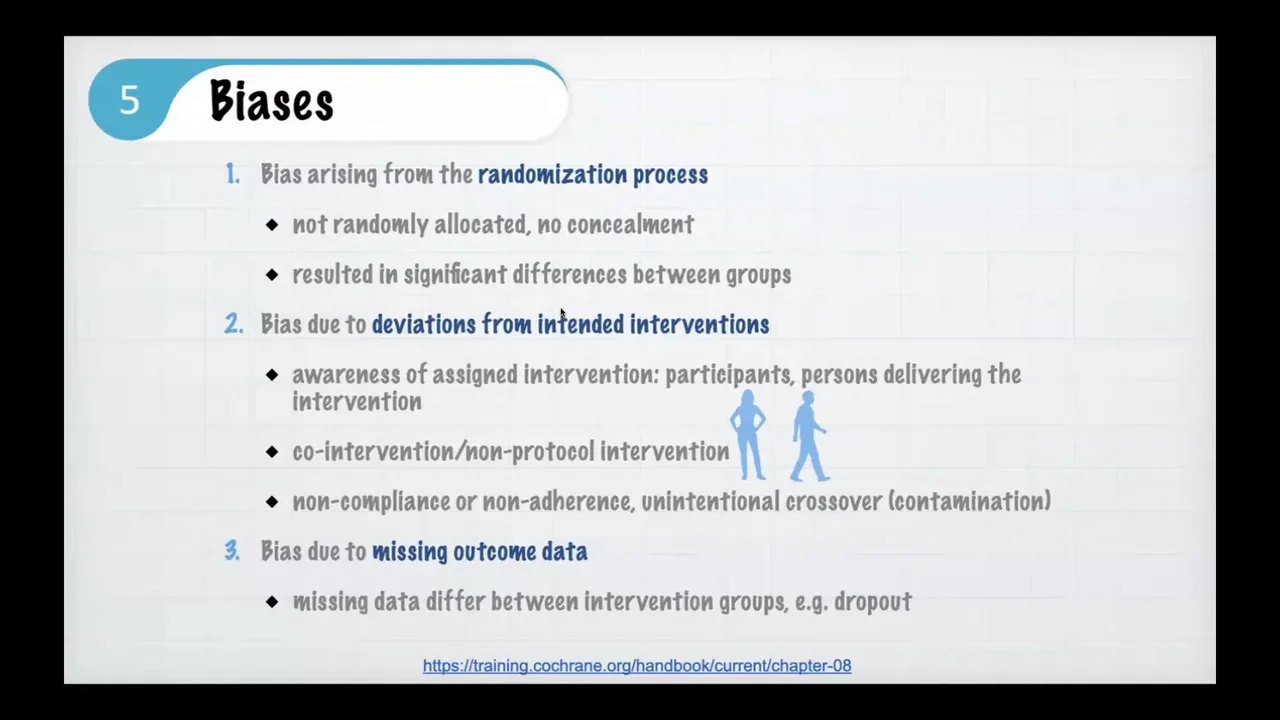 5
Biases
1. Bias arising from the randomization process
◆ not randomly allocated, no concealment
◆ resulted in significant differences between groups
2. Bias due to deviations from intended interventions
◆ awareness of assigned intervention: participants, persons delivering the
intervention
◆ co-intervention/non-protocol intervention
◆ non-compliance or non-adherence, unintentional crossover (contamination)
3. Bias due to missing outcome data
◆ missing data differ between intervention groups, e.g. dropout
https://training.cochrane.org/handbook/current/chapter-08